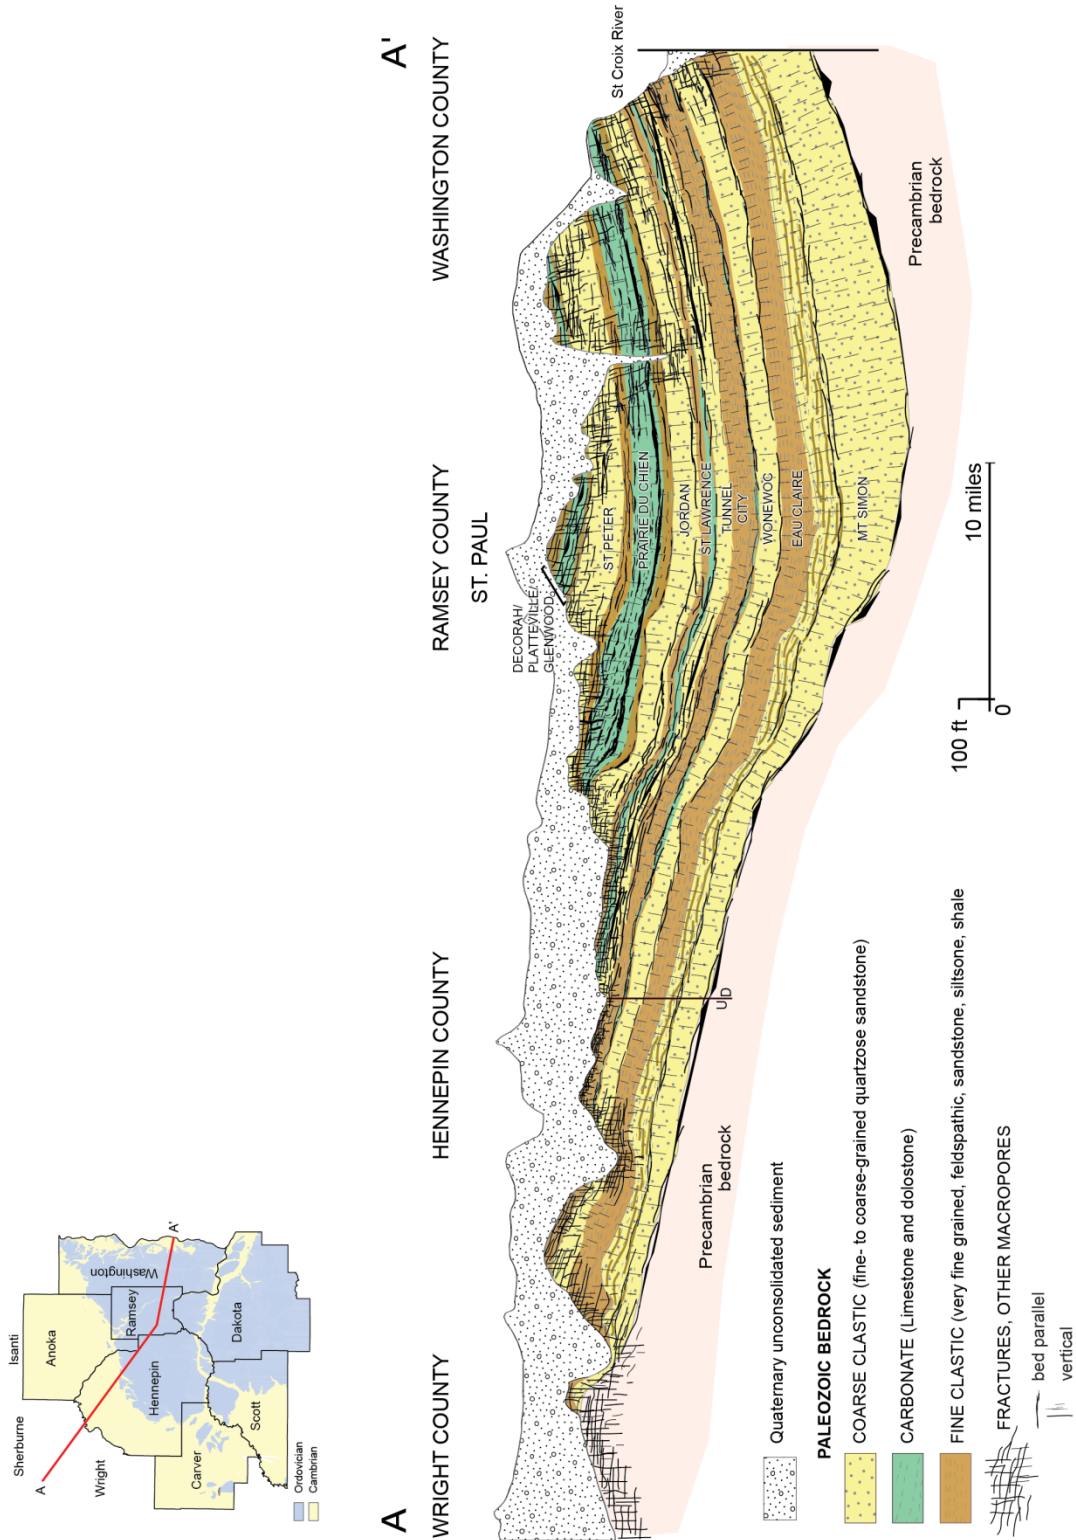 A
WRIGHT COUNTY
HENNEPIN COUNTY
RAMSEY COUNTY
WASHINGTON COUNTY
A'
ST. PAUL
St Croix River
DECORAH/
PLATTEVILLE/
GLENWOOD
ST PETER
PRAIRIE DU CHIEN
JORDAN
ST LAWRENCE
TUNNEL
CITY
WONEWOC
EAU CLAIRE
MT SIMON
U D
Precambrian
bedrock
Precambrian
bedrock
100 ft
0
10 miles
Sherburne
Isanti
A
Anoka
Wright
Hennepin
Ramsey
Washington
A'
Carver
Scott
Dakota
Ordovician
Cambrian
Quaternary unconsolidated sediment
PALEOZOIC BEDROCK
COARSE CLASTIC (fine- to coarse-grained quartzose sandstone)
CARBONATE (Limestone and dolostone)
FINE CLASTIC (very fine grained, feldspathic, sandstone, siltsone, shale
FRACTURES, OTHER MACROPORES
bed parallel
vertical